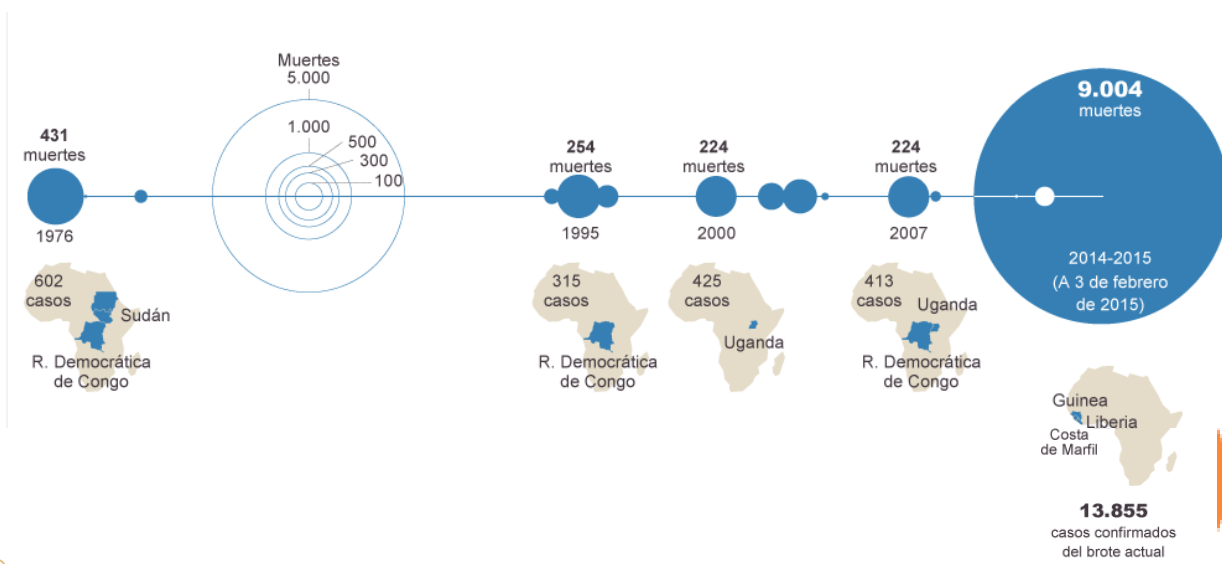 Muertes
5.000
1.000
500
300
100
431
muertes
1976
254
muertes
1995
224
muertes
2000
224
muertes
2007
9.004
muertes
2014-2015
(A 3 de febrero
de 2015)
602
casos
Sudán
R. Democrática
de Congo
315
casos
R. Democrática
de Congo
425
casos
Uganda
413
casos
Uganda
R. Democrática
de Congo
Guinea
Liberia
Costa
de Marfil
13.855
casos confirmados
del brote actual